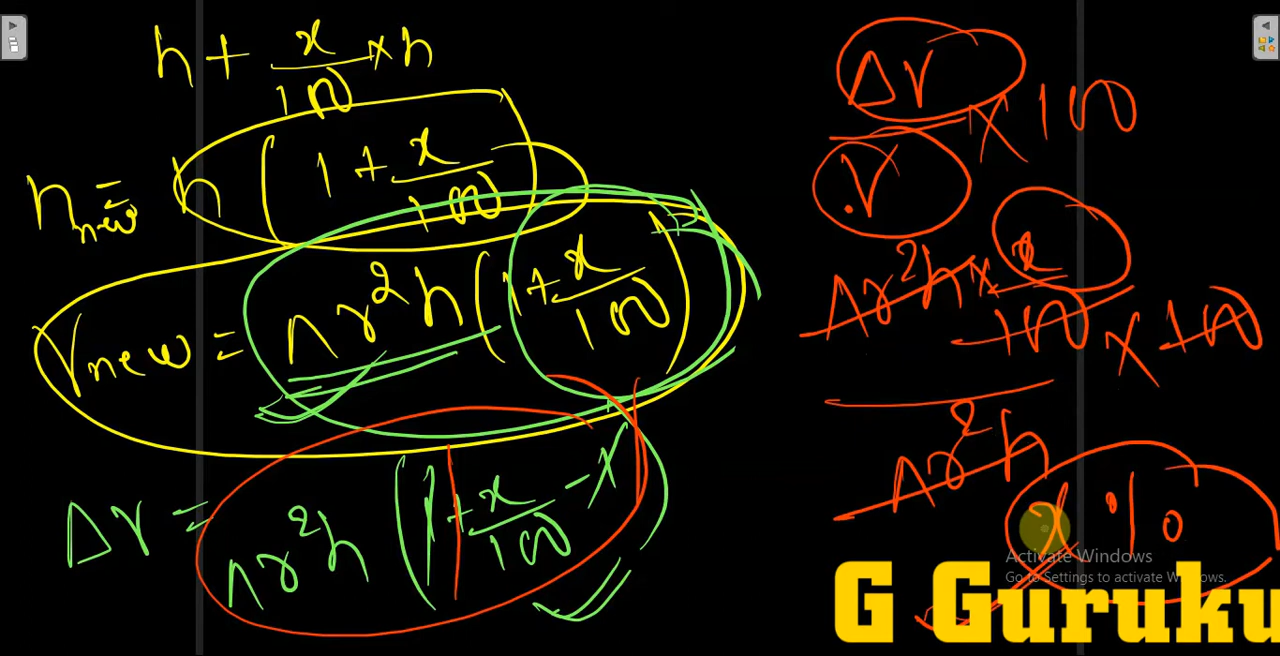 h + x/100 × h
h_new = h (1 + x/100)
V_new = πr²h (1 + x/100)
ΔV = πr²h (1 + x/100 - 1)
ΔV/V × 100
πr²h × x/100 × 100
πr²h
x %
Activate Windows
Go to Settings to activate Windows.
G Guruku